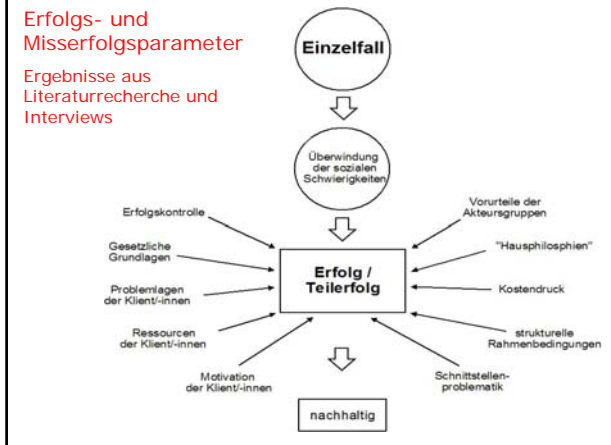 Erfolgs- und
Misserfolgsparameter
Ergebnisse aus
Literaturrecherche und
Interviews
Einzelfall
Überwindung
der sozialen
Schwierigkeiten
Erfolgskontrolle
Gesetzliche
Grundlagen
Problemlagen
der Klient/-innen
Ressourcen
der Klient/-innen
Motivation
der Klient/-innen
Erfolg /
Teilerfolg
Vorurteile der
Akteursgruppen
"Hausphilosphien"
Kostendruck
strukturelle
Rahmenbedingungen
Schnittstellen-
problematik
nachhaltig